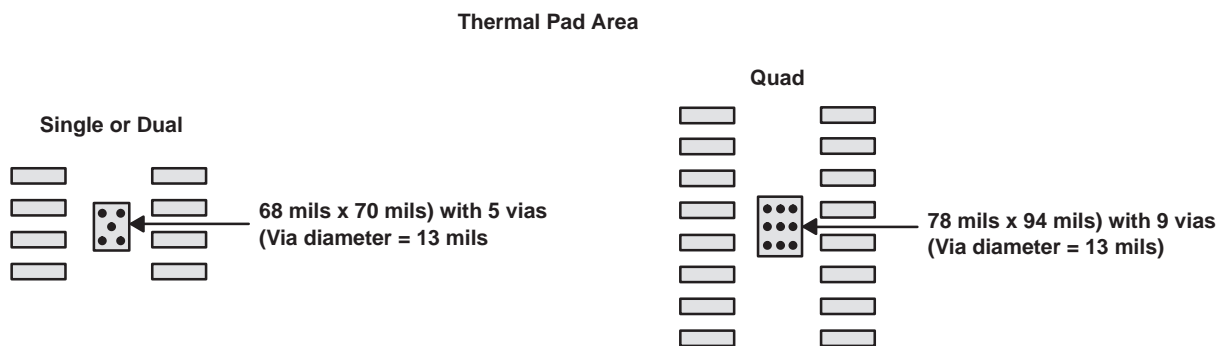 Thermal Pad Area
Single or Dual
68 mils x 70 mils) with 5 vias
(Via diameter = 13 mils
Quad
78 mils x 94 mils) with 9 vias
(Via diameter = 13 mils)